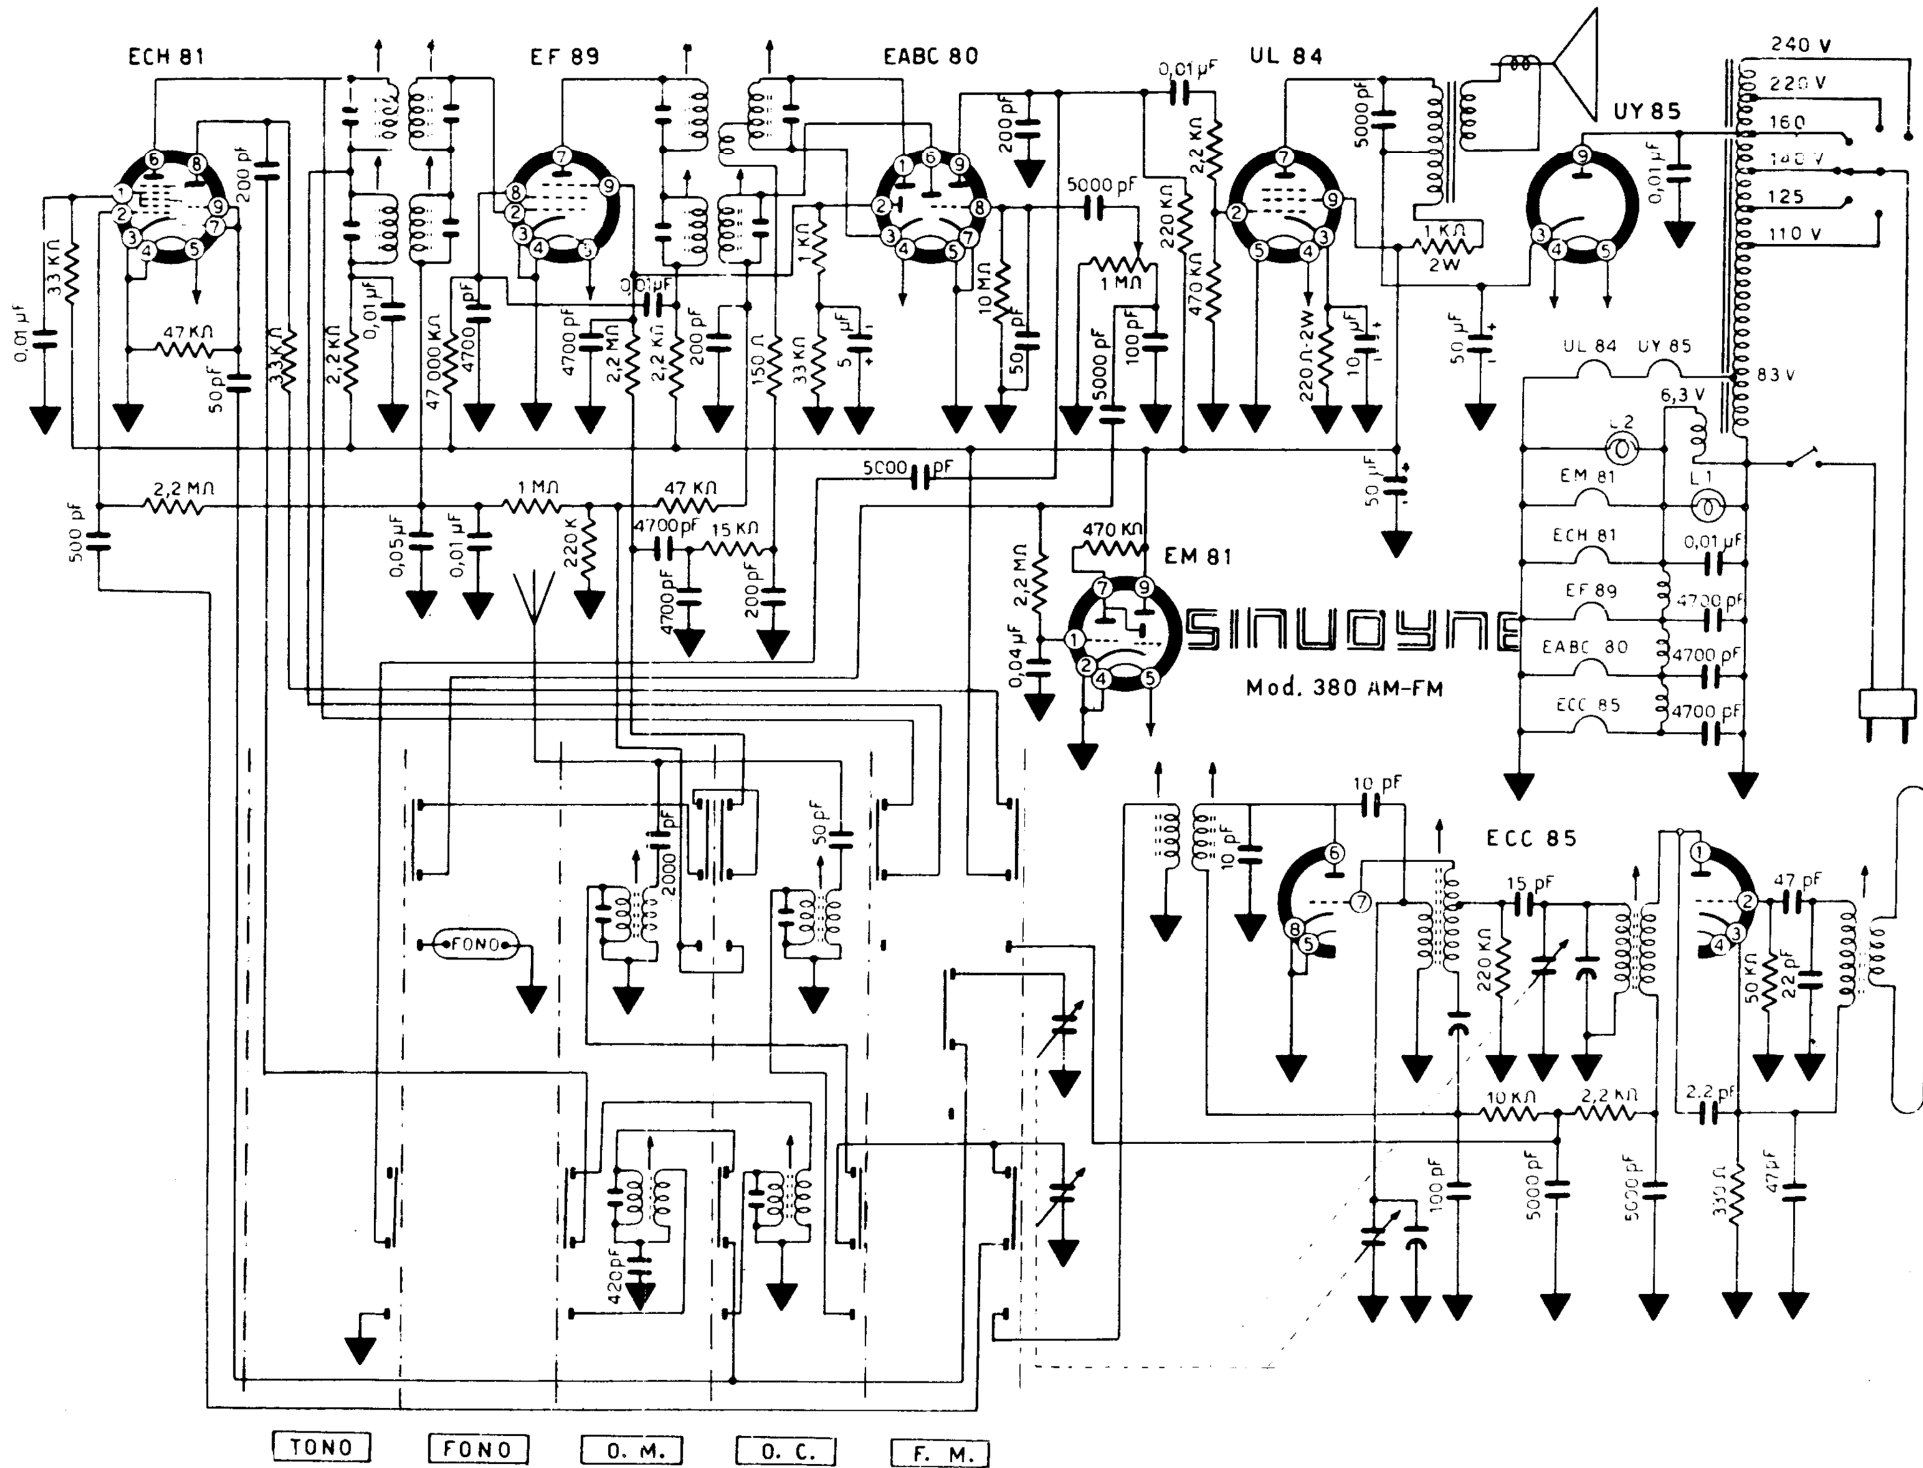 ECH 81
EF 89
EABC 80
UL 84
UY 85
240 V
220 V
160
140 V
125
110 V
83 V
6,3 V
0,01 µF
200 pF
5000 pF
5000 pF
0,01 µF
2,2 KΩ
220 KΩ
470 KΩ
1 KΩ
2W
1 MΩ
10 MΩ
50 pF
5000 pF
100 pF
220 Ω-2W
10 µF
50 µF
33 KΩ
0,01 µF
47 KΩ
50 pF
200 pF
3,3 KΩ
2,2 KΩ
0,01 µF
47 000 KΩ
4700 pF
4700 pF
0,01 µF
2,2 MΩ
2,2 KΩ
200 pF
150 Ω
1 KΩ
33 KΩ
5 µF
UL 84
UY 85
L2
EM 81
L1
ECH 81
0,01 µF
EF 89
4700 pF
EABC 80
4700 pF
ECC 85
4700 pF
500 pF
2,2 MΩ
0,05 µF
0,01 µF
1 MΩ
220K
47 KΩ
4700 pF
15 KΩ
4700 pF
200 pF
5000 pF
2,2 MΩ
0,04 µF
470 KΩ
50 µF
EM 81
SINUDYNE
Mod. 380 AM-FM
2000 pF
50 pF
FONO
420 pF
10 pF
10 pF
ECC 85
15 pF
220 KΩ
47 pF
50 KΩ
22 pF
10 KΩ
2,2 KΩ
2.2 pF
100 pF
5000 pF
5000 pF
330 Ω
47 pF
TONO
FONO
O. M.
O. C.
F. M.